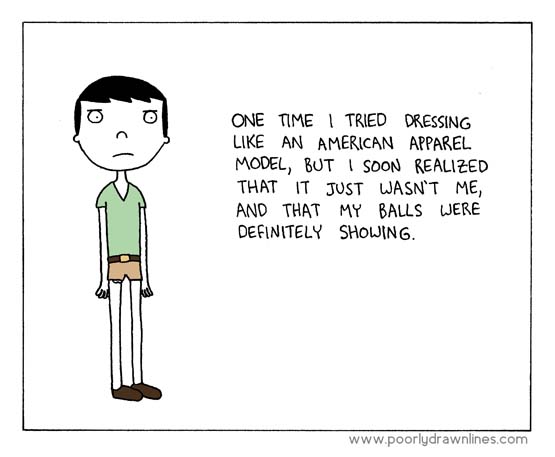 ONE TIME I TRIED DRESSING
LIKE AN AMERICAN APPAREL
MODEL, BUT I SOON REALIZED
THAT IT JUST WASN'T ME,
AND THAT MY BALLS WERE
DEFINITELY SHOWING.
www.poorlydrawnlines.com